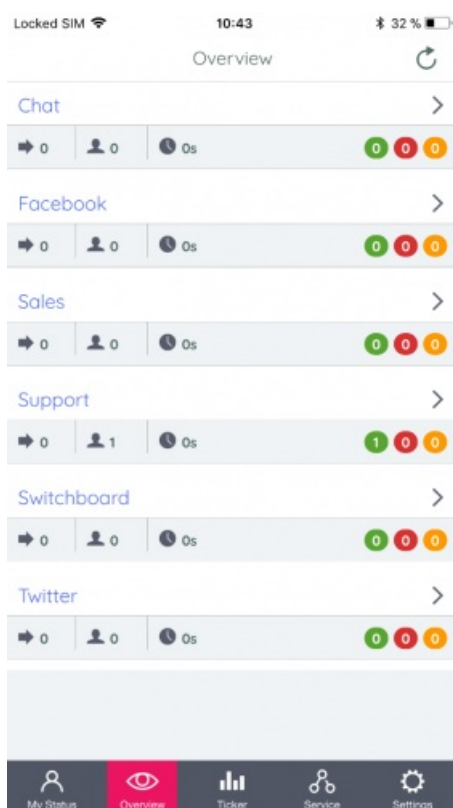 Locked SIM 10:43 32 %
Overview
Chat
0 0 0s 0 0 0
Facebook
0 0 0s 0 0 0
Sales
0 0 0s 0 0 0
Support
0 1 0s 1 0 0
Switchboard
0 0 0s 0 0 0
Twitter
0 0 0s 0 0 0
My Status Overview Ticker Service Settings